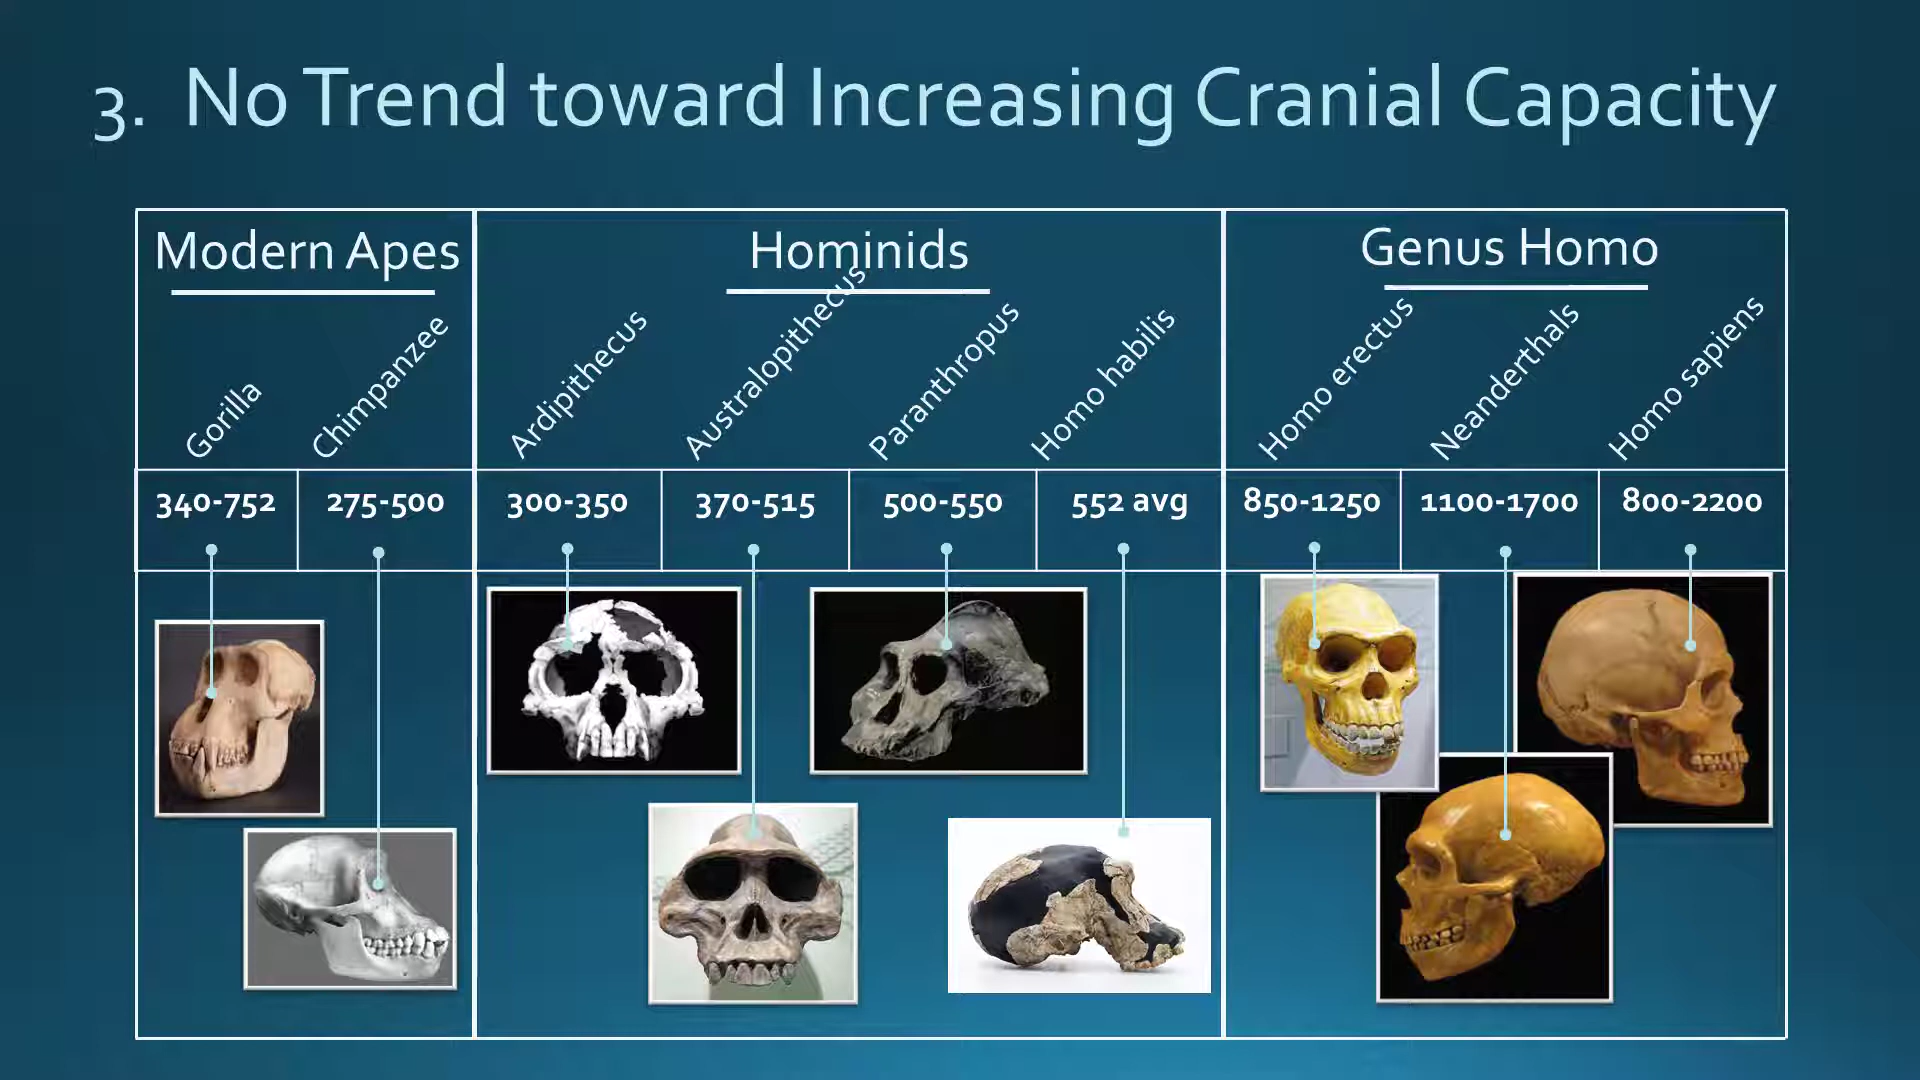 3. No Trend toward Increasing Cranial Capacity
Modern Apes
Hominids
Genus Homo
Gorilla
Chimpanzee
Ardipithecus
Australopithecus
Paranthropus
Homo habilis
Homo erectus
Neanderthals
Homo sapiens
340-752
275-500
300-350
370-515
500-550
552 avg
850-1250
1100-1700
800-2200